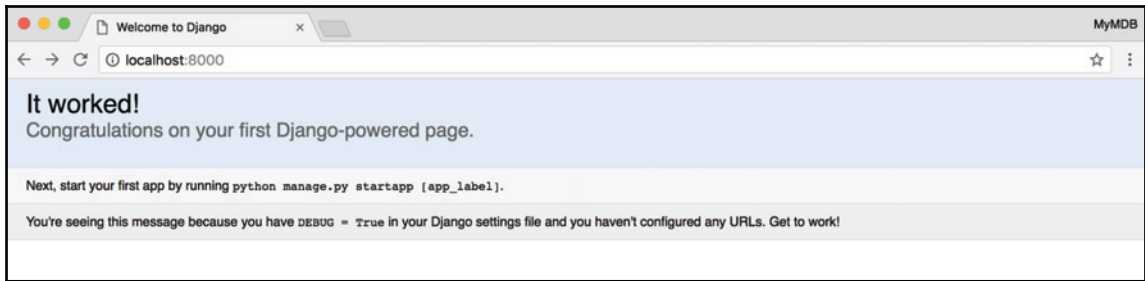 Welcome to Django
MyMDB
localhost:8000
It worked!
Congratulations on your first Django-powered page.
Next, start your first app by running python manage.py startapp [app_label].
You're seeing this message because you have DEBUG = True in your Django settings file and you haven't configured any URLs. Get to work!